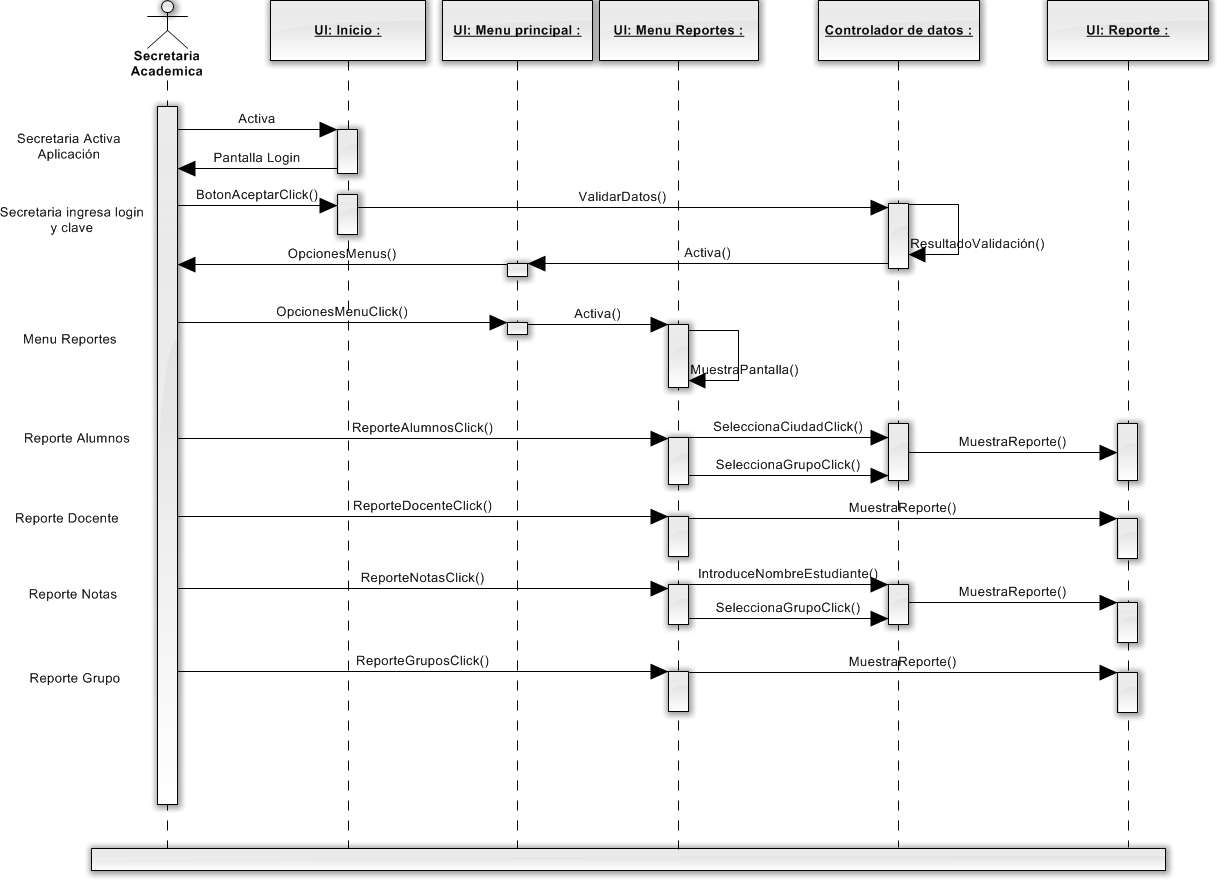 Secretaria
Academica
UI: Inicio :
UI: Menu principal :
UI: Menu Reportes :
Controlador de datos :
UI: Reporte :
Secretaria Activa
Aplicación
Activa
Pantalla Login
Secretaria ingresa login
y clave
BotonAceptarClick()
ValidarDatos()
ResultadoValidación()
OpcionesMenus()
Activa()
Menu Reportes
OpcionesMenuClick()
Activa()
MuestraPantalla()
Reporte Alumnos
ReporteAlumnosClick()
SeleccionaCiudadClick()
MuestraReporte()
SeleccionaGrupoClick()
Reporte Docente
ReporteDocenteClick()
MuestraReporte()
Reporte Notas
ReporteNotasClick()
IntroduceNombreEstudiante()
MuestraReporte()
SeleccionaGrupoClick()
Reporte Grupo
ReporteGruposClick()
MuestraReporte()